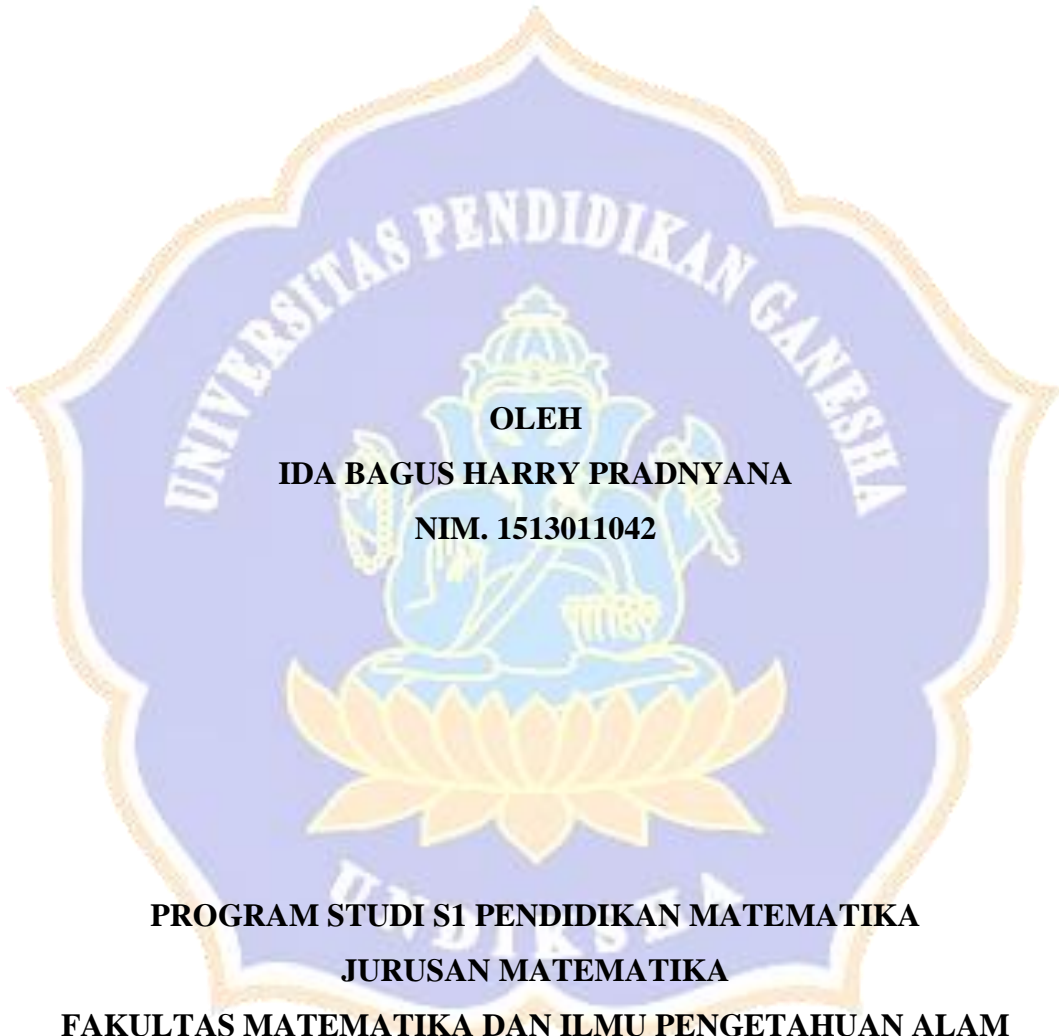 UNIVERSITAS PENDIDIKAN GANESHA
OLEH
IDA BAGUS HARRY PRADNYANA
NIM. 1513011042
UNDIKSHA
PROGRAM STUDI S1 PENDIDIKAN MATEMATIKA
JURUSAN MATEMATIKA
FAKULTAS MATEMATIKA DAN ILMU PENGETAHUAN ALAM